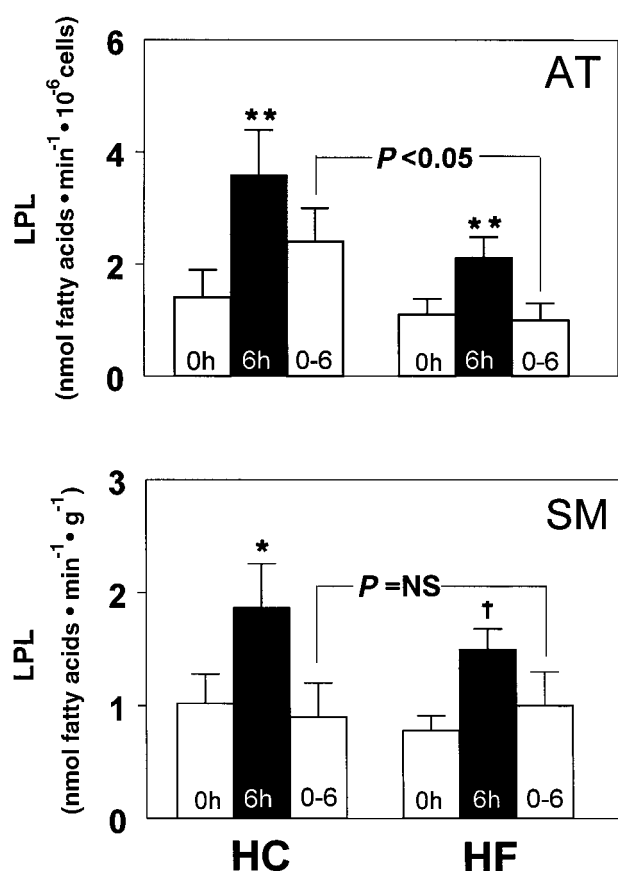 6
AT
**
4
P <0.05
**
2
0h 6h 0-6 0h 6h 0-6
0
LPL
(nmol fatty acids • min⁻¹ • 10⁻⁶ cells)
3
SM
*
2
P =NS
†
1
0h 6h 0-6 0h 6h 0-6
0
LPL
(nmol fatty acids • min⁻¹ • g⁻¹)
HC HF